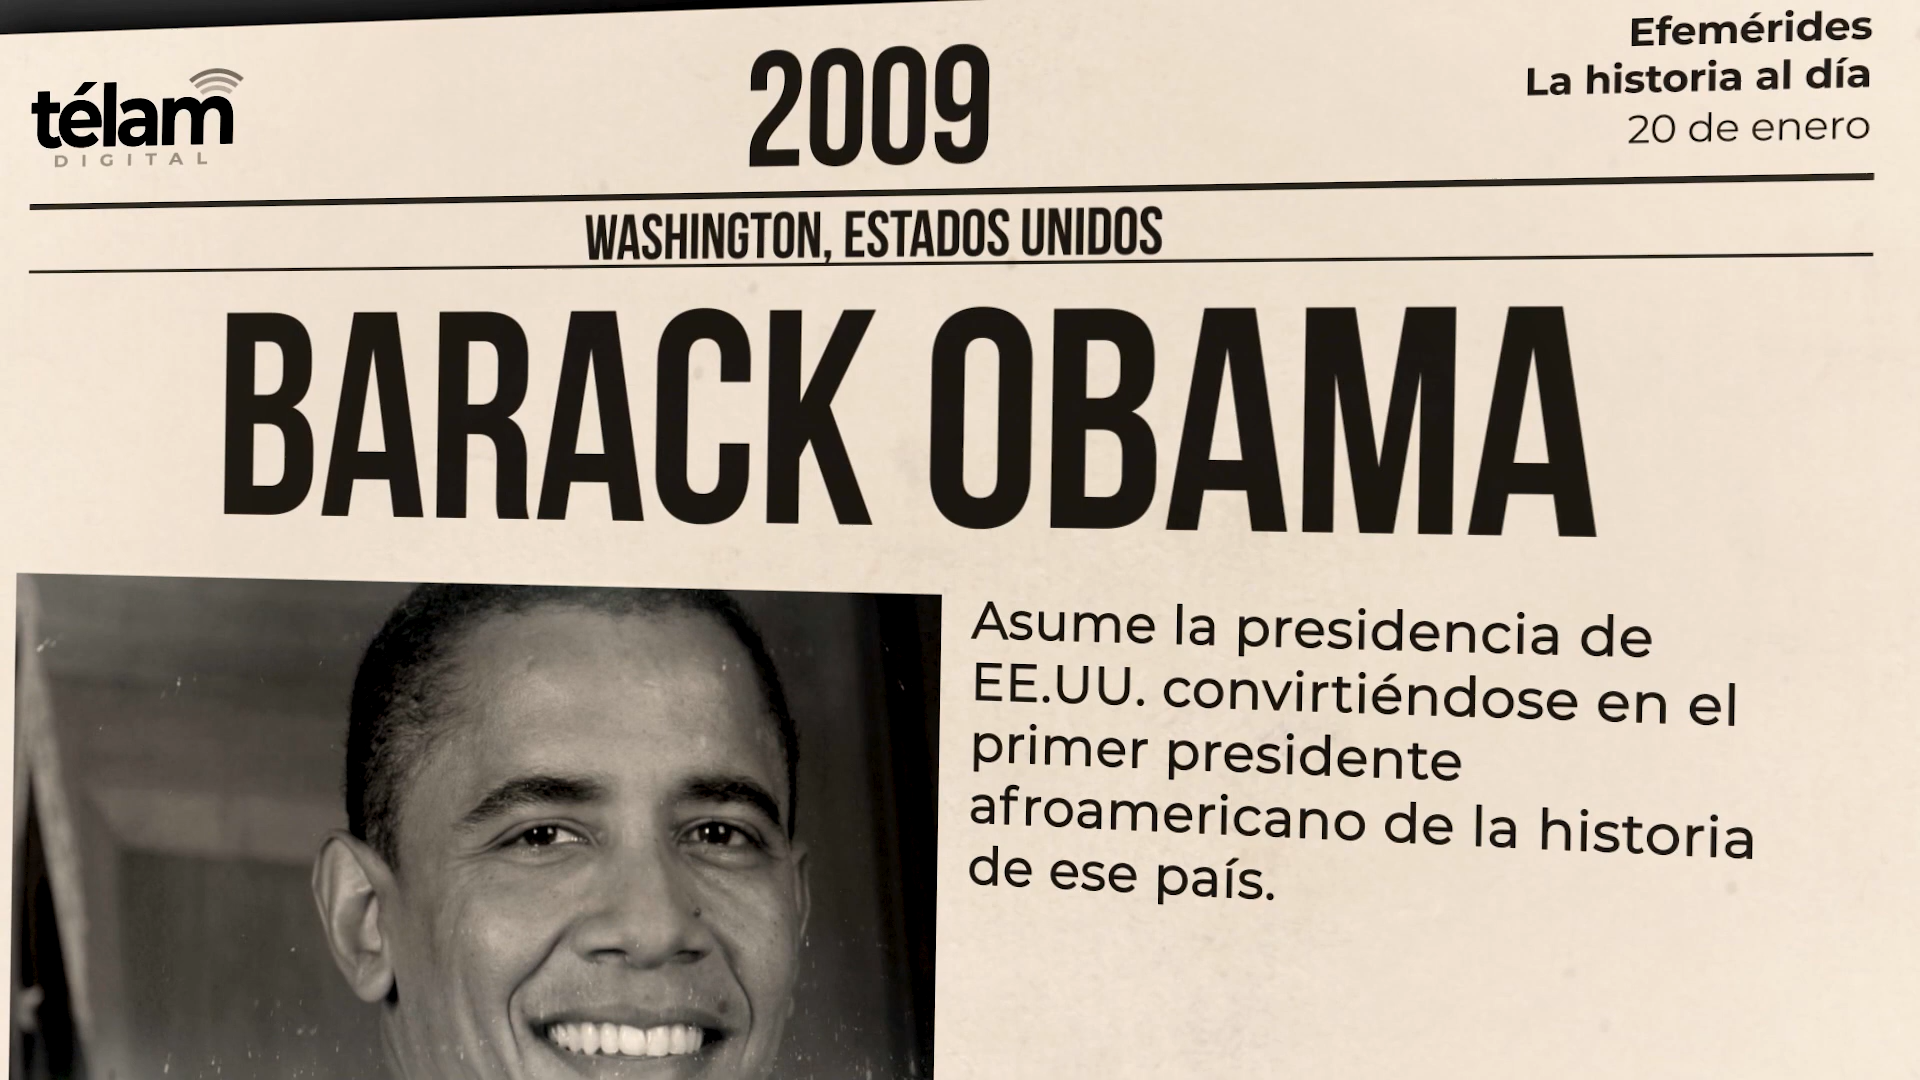 télam
DIGITAL
2009
Efemérides
La historia al día
20 de enero
WASHINGTON, ESTADOS UNIDOS
BARACK OBAMA
Asume la presidencia de
EE.UU. convirtiéndose en el
primer presidente
afroamericano de la historia
de ese país.